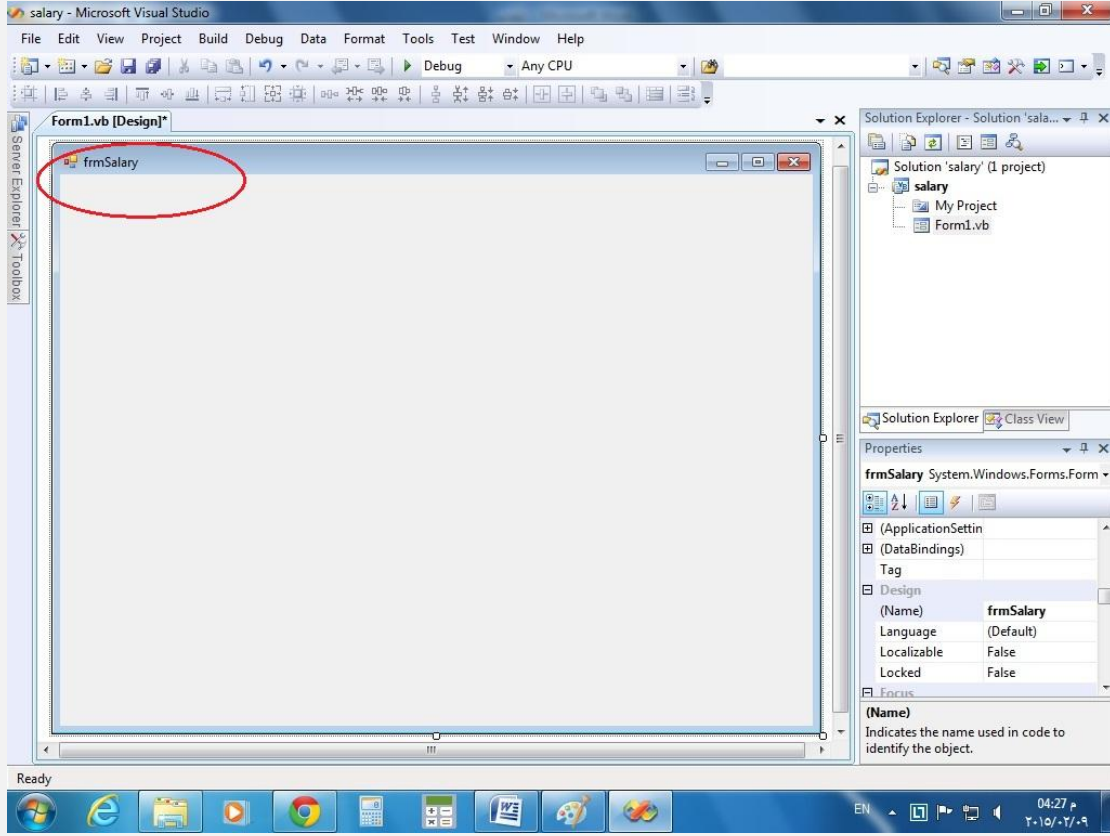 salary - Microsoft Visual Studio
File Edit View Project Build Debug Data Format Tools Test Window Help
Debug Any CPU
Form1.vb [Design]*
frmSalary
Server Explorer
Toolbox
Solution Explorer - Solution 'sala...
Solution 'salary' (1 project)
salary
My Project
Form1.vb
Solution Explorer Class View
Properties
frmSalary System.Windows.Forms.Form
(ApplicationSettin
(DataBindings)
Tag
Design
(Name) frmSalary
Language (Default)
Localizable False
Locked False
Focus
(Name)
Indicates the name used in code to
identify the object.
Ready
EN
04:27 م
٢٠١٥/٠٢/٠٩